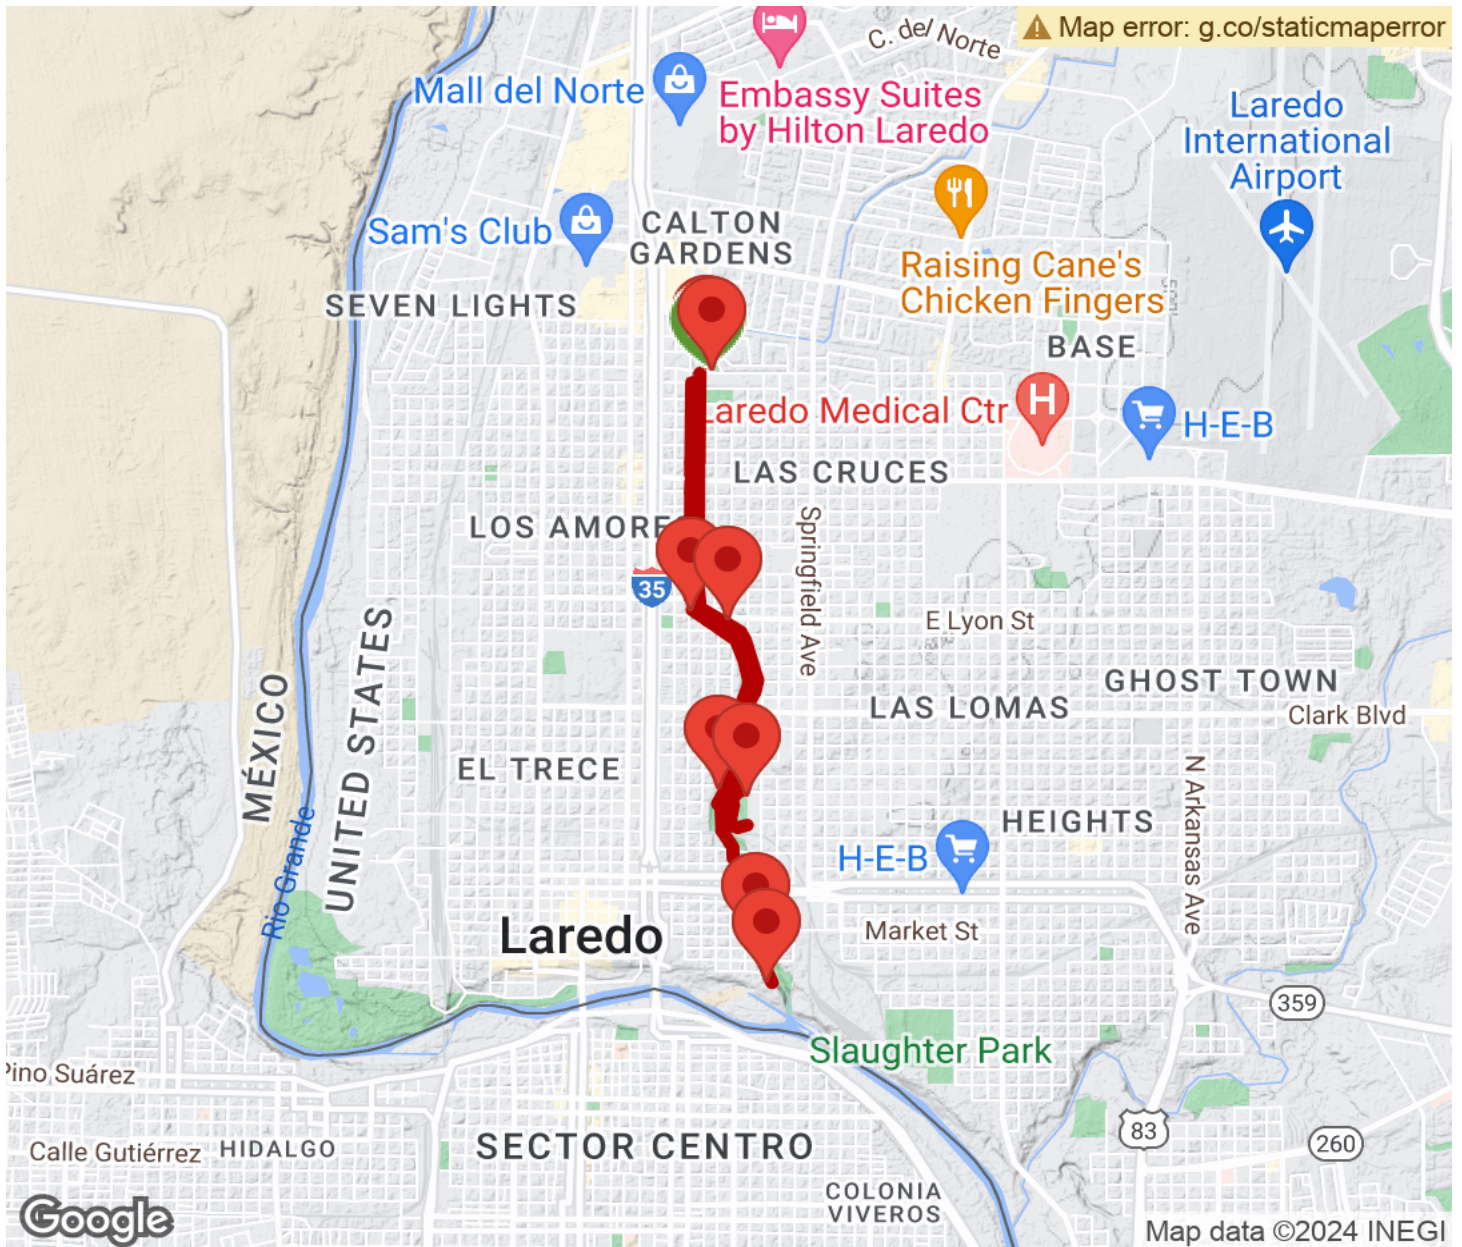 C. del Norte
Map error: g.co/staticmaperror
Mall del Norte
Embassy Suites
by Hilton Laredo
Laredo
International
Airport
Sam's Club
CALTON
GARDENS
Raising Cane's
Chicken Fingers
SEVEN LIGHTS
BASE
Laredo Medical Ctr
H
H-E-B
LAS CRUCES
LOS AMORE
Springfield Ave
35
E Lyon St
UNITED STATES
MÉXICO
GHOST TOWN
LAS LOMAS
Clark Blvd
EL TRECE
N Arkansas Ave
HEIGHTS
Rio Grande
H-E-B
Laredo
Market St
359
Slaughter Park
Pino Suárez
83
260
Calle Gutiérrez
HIDALGO
SECTOR CENTRO
COLONIA
VIVEROS
Google
Map data ©2024 INEGI